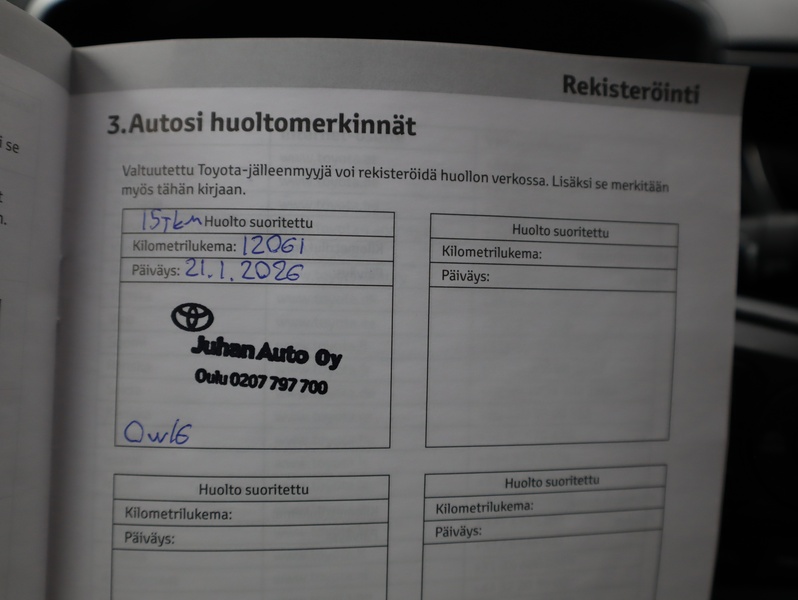 i se
Rekisteröinti
3.Autosi huoltomerkinnät
Valtuutettu Toyota-jälleenmyyjä voi rekisteröidä huollon verkossa. Lisäksi se merkitään
myös tähän kirjaan.
15Tkm Huolto suoritettu
Kilometrilukema: 12061
Päiväys: 21.1.2026
Juhan Auto Oy
Oulu 0207 797 700
Huolto suoritettu
Kilometrilukema:
Päiväys:
Huolto suoritettu
Kilometrilukema:
Päiväys:
Huolto suoritettu
Kilometrilukema:
Päiväys: